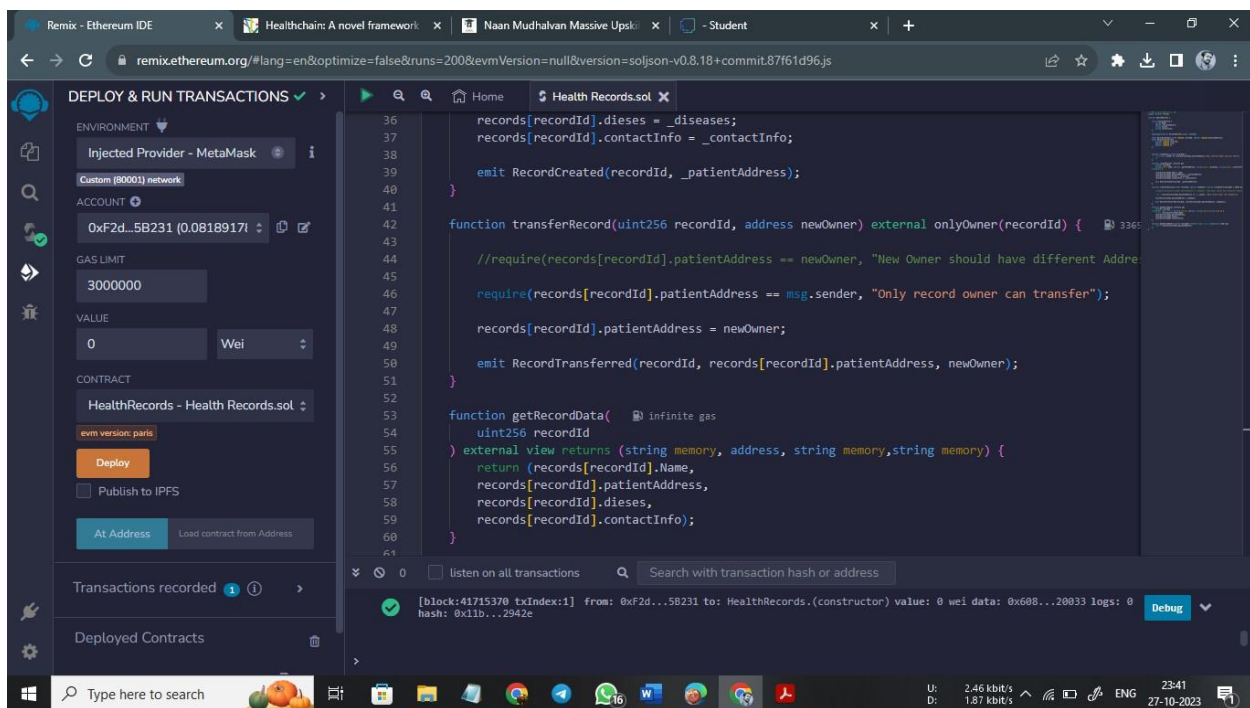 Remix - Ethereum IDE
Healthchain: A novel framework
Naan Mudhalvan Massive Upskil
- Student
remix.ethereum.org/#lang=en&optimize=false&runs=200&evmVersion=null&version=soljson-v0.8.18+commit.87f61d96.js
DEPLOY & RUN TRANSACTIONS
ENVIRONMENT
Injected Provider - MetaMask
Custom (80001) network
ACCOUNT
0xF2d...5B231 (0.0818917
GAS LIMIT
3000000
VALUE
0 Wei
CONTRACT
HealthRecords - Health Records.sol
evm version: paris
Deploy
Publish to IPFS
At Address Load contract from Address
Transactions recorded 1
Deployed Contracts
Home Health Records.sol
36 records[recordId].dieses = _diseases;
37 records[recordId].contactInfo = _contactInfo;
38
39 emit RecordCreated(recordId, _patientAddress);
40 }
41
42 function transferRecord(uint256 recordId, address newOwner) external onlyOwner(recordId) { 3365
43
44 //require(records[recordId].patientAddress == newOwner, "New Owner should have different Addre
45
46 require(records[recordId].patientAddress == msg.sender, "Only record owner can transfer");
47
48 records[recordId].patientAddress = newOwner;
49
50 emit RecordTransferred(recordId, records[recordId].patientAddress, newOwner);
51 }
52
53 function getRecordData( infinite gas
54 uint256 recordId
55 ) external view returns (string memory, address, string memory,string memory) {
56 return (records[recordId].Name,
57 records[recordId].patientAddress,
58 records[recordId].dieses,
59 records[recordId].contactInfo);
60 }
61
0 listen on all transactions Search with transaction hash or address
[block:41715370 txIndex:1] from: 0xF2d...5B231 to: HealthRecords.(constructor) value: 0 wei data: 0x608...20033 logs: 0
hash: 0x11b...2942e
Debug
>
Type here to search
16
U: 2.46 kbit/s
D: 1.87 kbit/s
ENG
23:41
27-10-2023
1